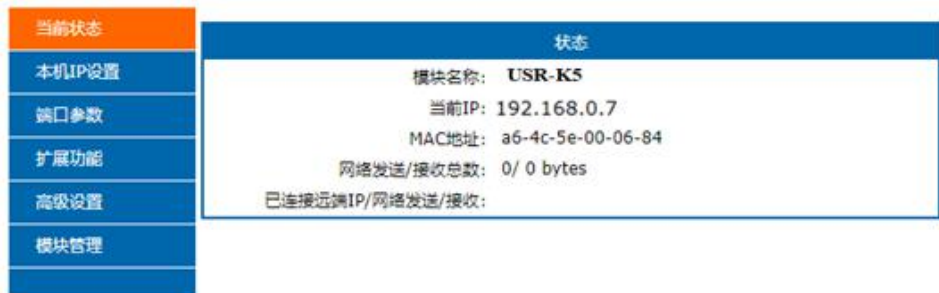 当前状态
本机IP设置
端口参数
扩展功能
高级设置
模块管理
状态
模块名称: USR-K5
当前IP: 192.168.0.7
MAC地址: a6-4c-5e-00-06-84
网络发送/接收总数: 0/ 0 bytes
已连接远端IP/网络发送/接收: